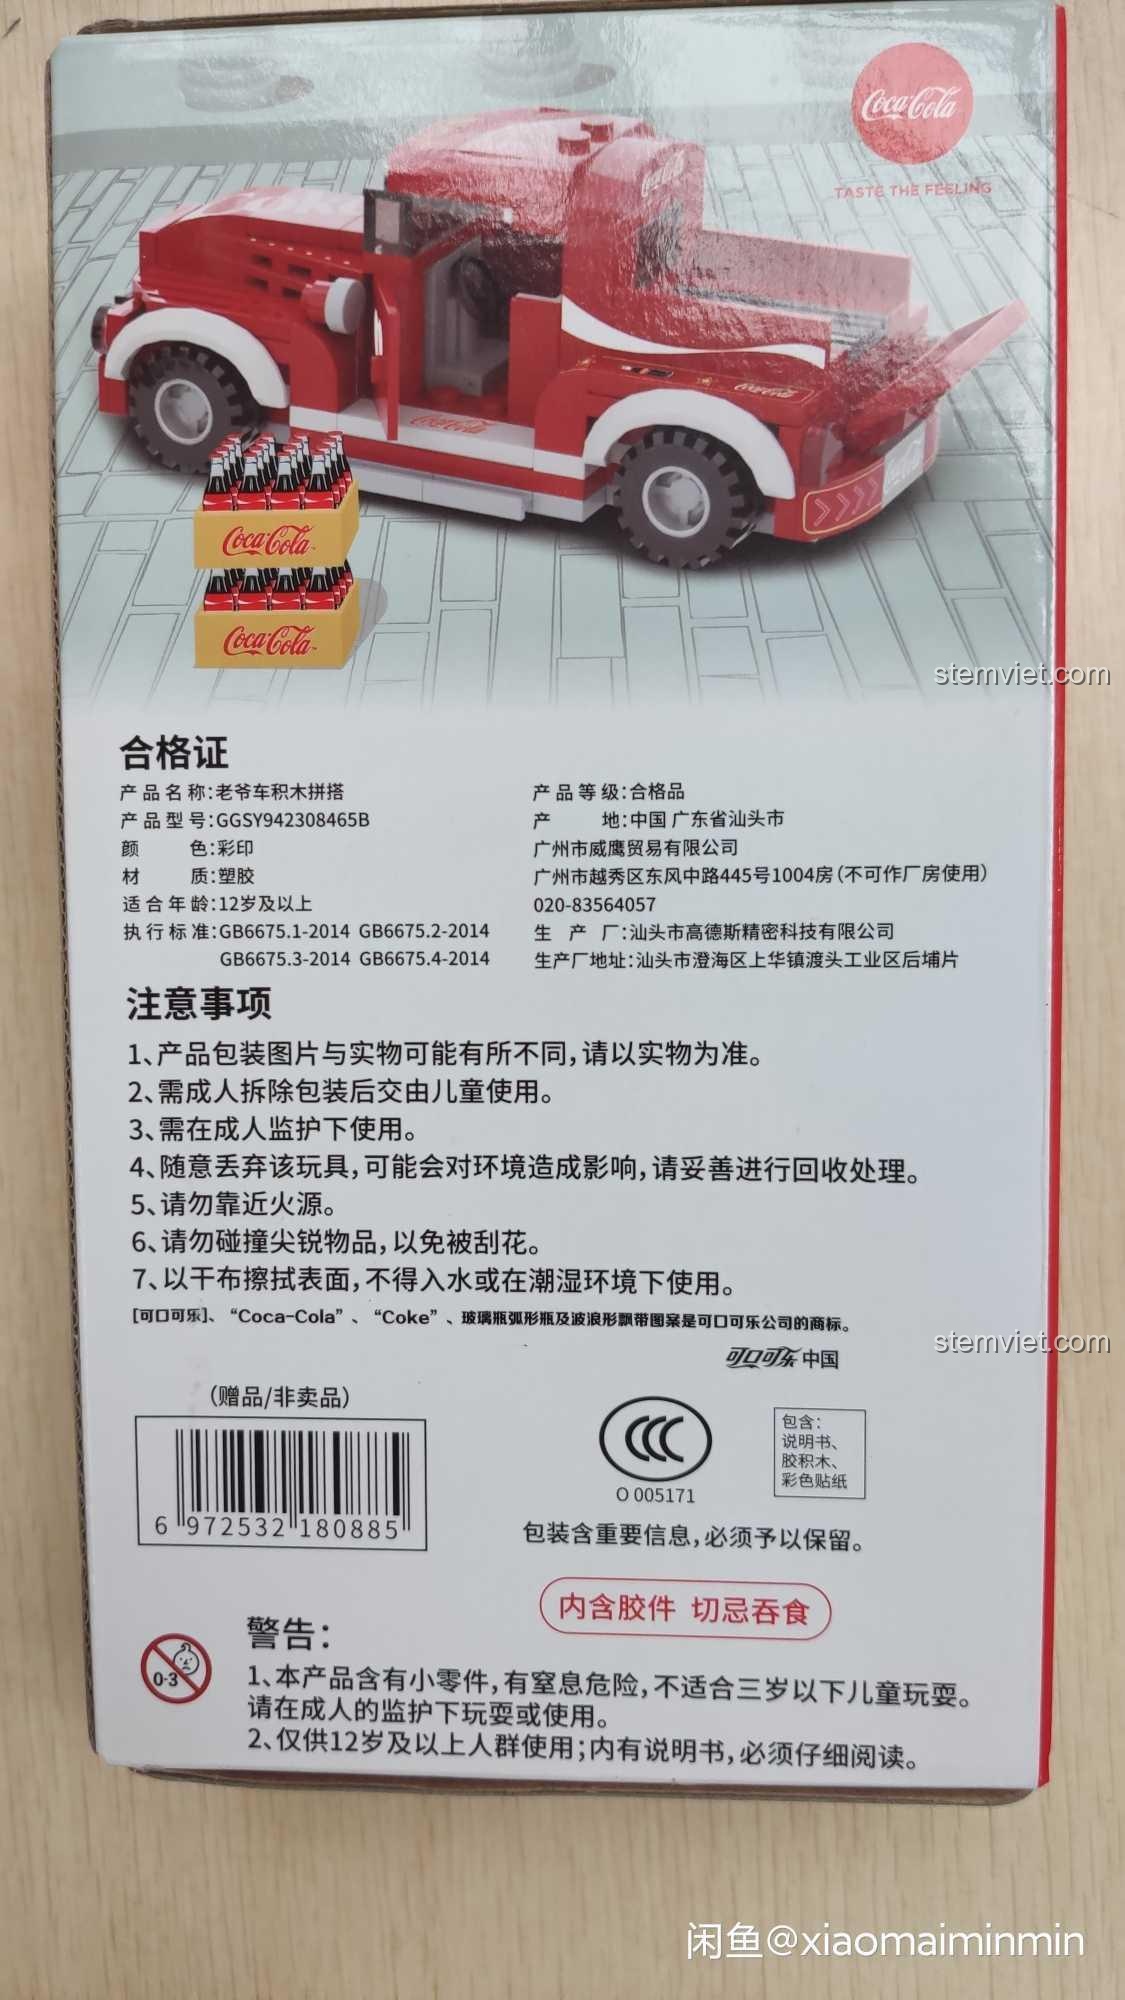 Coca-Cola
TASTE THE FEELING
Coca-Cola
Coca-Cola
Coca-Cola
Coca-Cola
Coca-Cola
stemviet.com
合格证
产品名称:老爷车积木拼搭
产品型号:GGSY942308465B
颜 色:彩印
材 质:塑胶
适合年龄:12岁及以上
执行标准:GB6675.1-2014 GB6675.2-2014
GB6675.3-2014 GB6675.4-2014
产品等级:合格品
产 地:中国 广东省汕头市
广州市威鹰贸易有限公司
广州市越秀区东风中路445号1004房(不可作厂房使用)
020-83564057
生 产 厂:汕头市高德斯精密科技有限公司
生产厂地址:汕头市澄海区上华镇渡头工业区后埔片
注意事项
1、产品包装图片与实物可能有所不同,请以实物为准。
2、需成人拆除包装后交由儿童使用。
3、需在成人监护下使用。
4、随意丢弃该玩具,可能会对环境造成影响,请妥善进行回收处理。
5、请勿靠近火源。
6、请勿碰撞尖锐物品,以免被刮花。
7、以干布擦拭表面,不得入水或在潮湿环境下使用。
[可口可乐]、“Coca-Cola”、“Coke”、玻璃瓶弧形瓶及波浪形飘带图案是可口可乐公司的商标。
stemviet.com
可口可乐中国
(赠品/非卖品)
6 972532 180885
CCC
O 005171
包含:
说明书、
胶积木、
彩色贴纸
包装含重要信息,必须予以保留。
内含胶件 切忌吞食
0-3
警告:
1、本产品含有小零件,有窒息危险,不适合三岁以下儿童玩耍。
请在成人的监护下玩耍或使用。
2、仅供12岁及以上人群使用;内有说明书,必须仔细阅读。
闲鱼@xiaomaiminmin